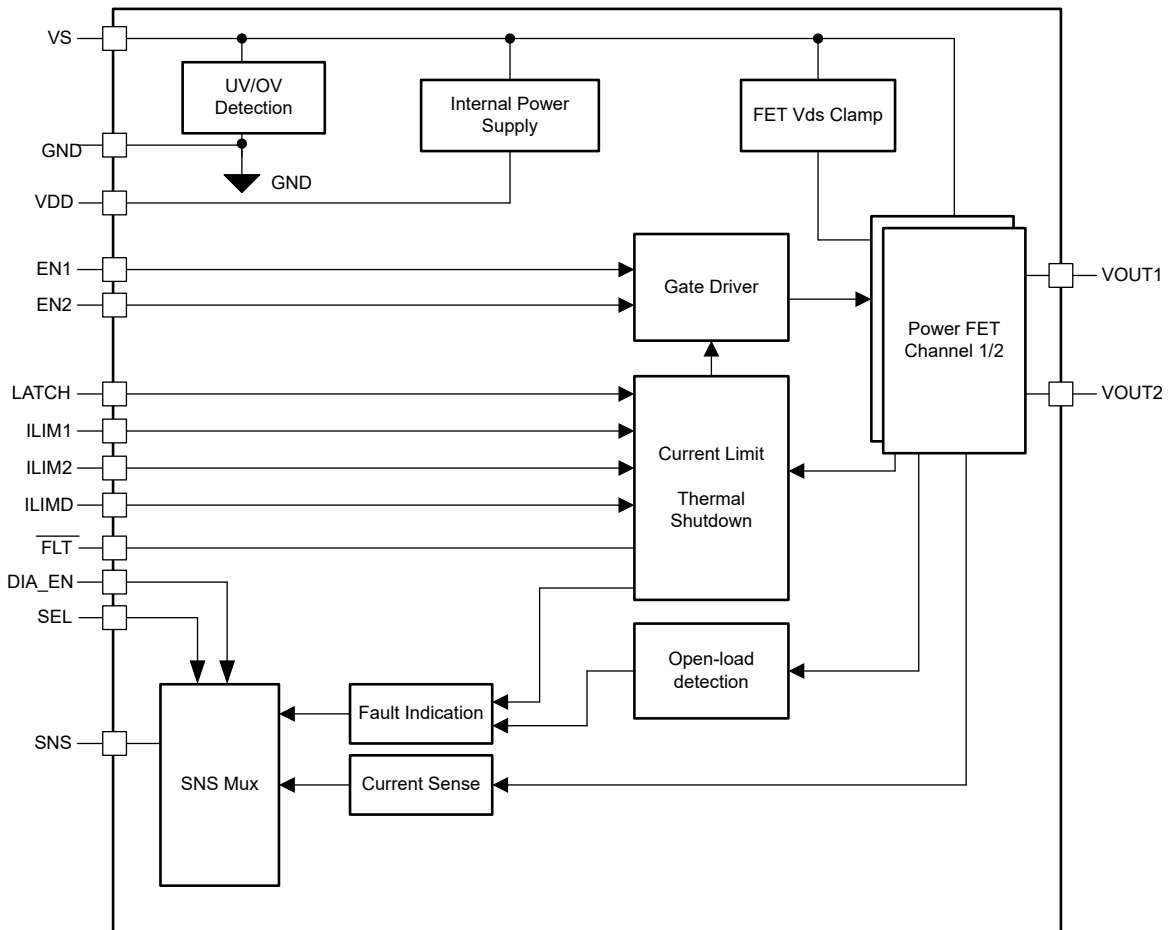 VS
UV/OV
Detection
Internal Power
Supply
FET Vds Clamp
GND
GND
VDD
EN1
EN2
Gate Driver
Power FET
Channel 1/2
VOUT1
VOUT2
LATCH
ILIM1
ILIM2
ILIMD
FLT
Current Limit
Thermal
Shutdown
DIA_EN
SEL
Open-load
detection
Fault Indication
SNS
SNS Mux
Current Sense